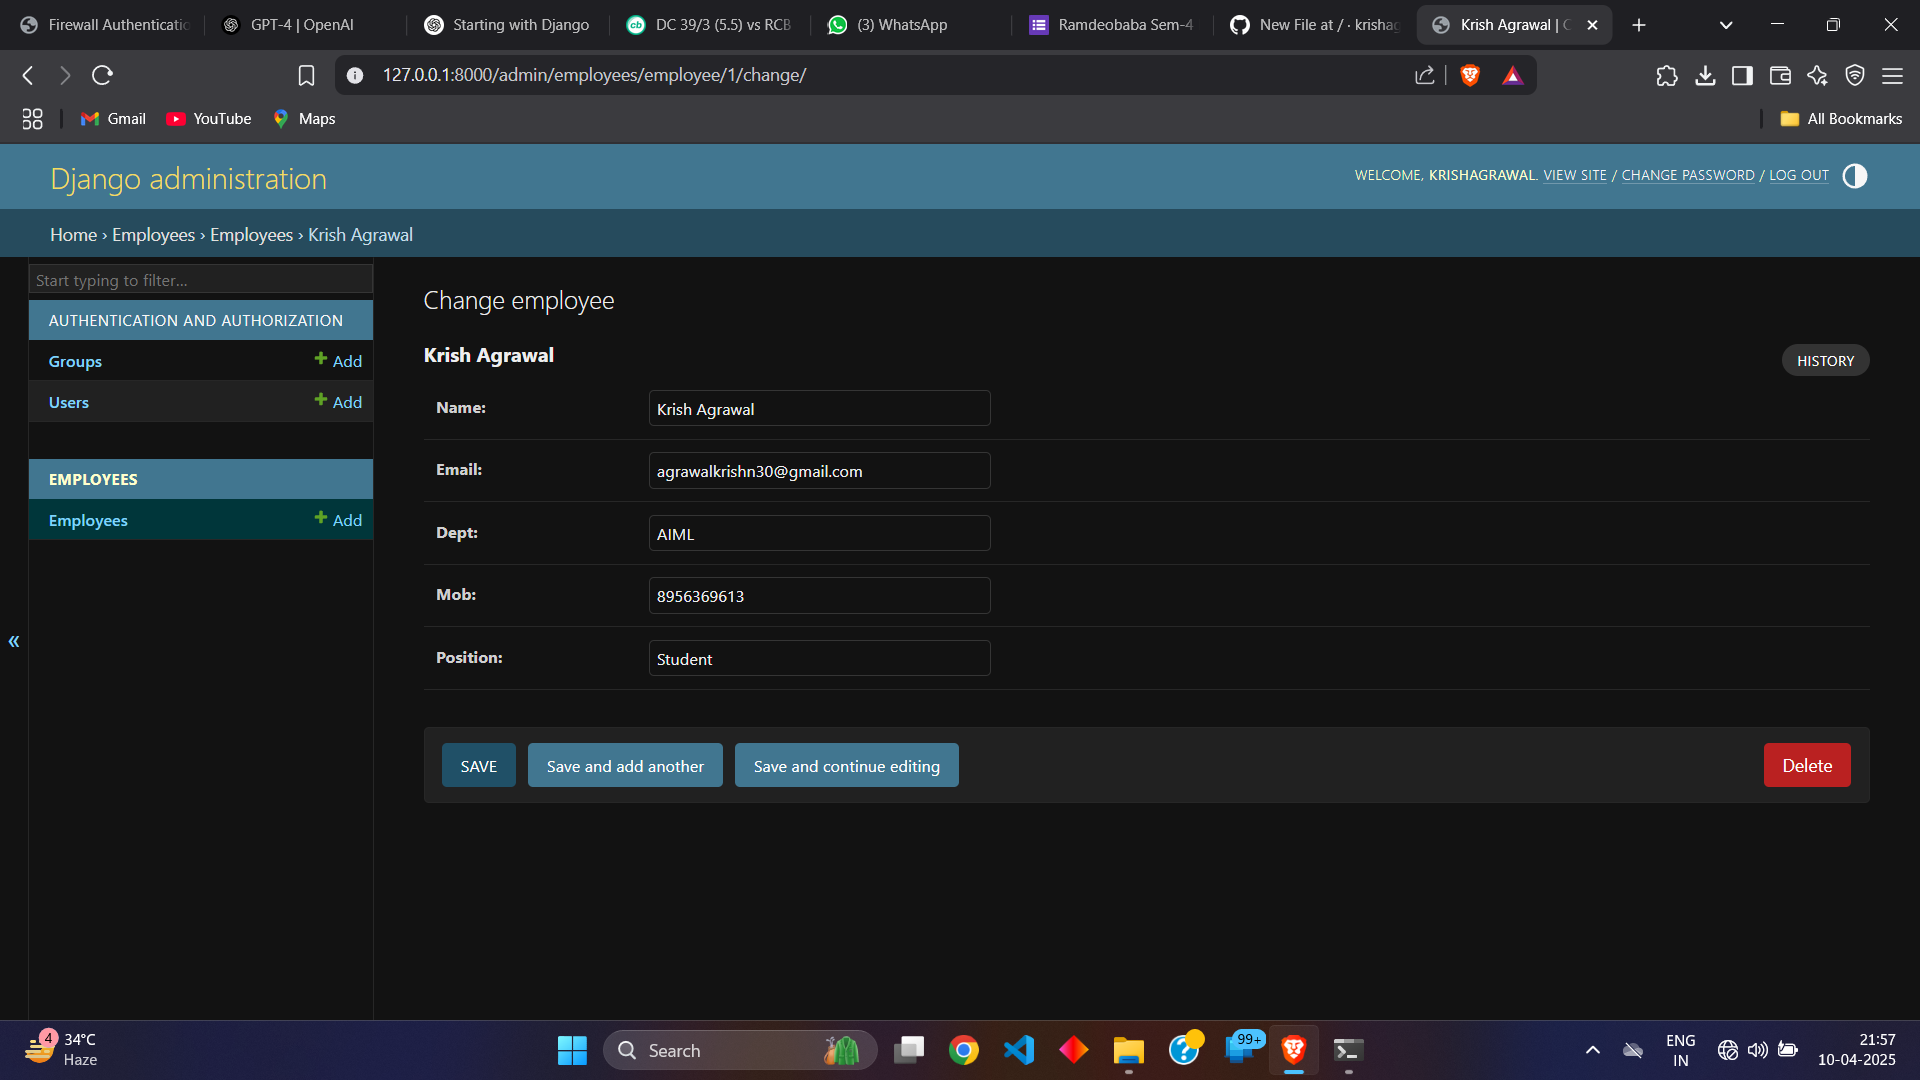 Firewall Authenticatio
GPT-4 | OpenAI
Starting with Django
DC 39/3 (5.5) vs RCB
(3) WhatsApp
Ramdeobaba Sem-4
New File at / · krishag
Krish Agrawal | C
127.0.0.1:8000/admin/employees/employee/1/change/
Gmail
YouTube
Maps
All Bookmarks
Django administration
WELCOME, KRISHAGRAWAL. VIEW SITE / CHANGE PASSWORD / LOG OUT
Home › Employees › Employees › Krish Agrawal
Start typing to filter...
AUTHENTICATION AND AUTHORIZATION
Groups
Add
Users
Add
EMPLOYEES
Employees
Add
«
Change employee
Krish Agrawal
HISTORY
Name:
Krish Agrawal
Email:
agrawalkrishn30@gmail.com
Dept:
AIML
Mob:
8956369613
Position:
Student
SAVE
Save and add another
Save and continue editing
Delete
4
34°C
Haze
Search
99+
ENG
IN
21:57
10-04-2025